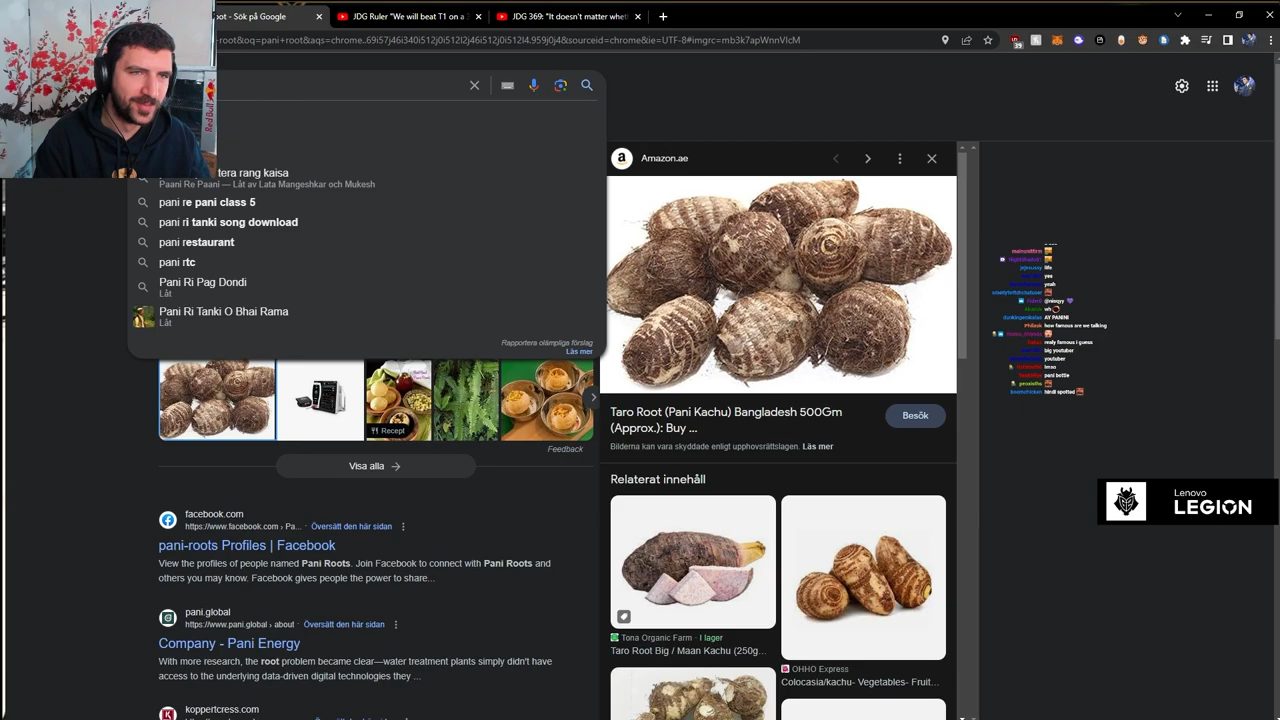 oot - Sök på Google
JDG Ruler "We will beat T1 on a 3
JDG 369: "It doesn't matter wheth
root&oq=pani+root&aqs=chrome..69i57j46i340i512j0i512l2j46i512j0i512l4.959j0j4&sourceid=chrome&ie=UTF-8#imgrc=mb3k7apWnnVlcM
39
RedBull
tera rang kaisa
Paani Re Paani — Låt av Lata Mangeshkar och Mukesh
pani re pani class 5
pani ri tanki song download
pani restaurant
pani rtc
Pani Ri Pag Dondi
Låt
Pani Ri Tanki O Bhai Rama
Låt
Rapportera olämpliga förslag
Läs mer
Recept
Feedback
Visa alla
facebook.com
https://www.facebook.com › Pa... · Översätt den här sidan
pani-roots Profiles | Facebook
View the profiles of people named Pani Roots. Join Facebook to connect with Pani Roots and
others you may know. Facebook gives people the power to share...
pani.global
https://www.pani.global › about · Översätt den här sidan
Company - Pani Energy
With more research, the root problem became clear—water treatment plants simply didn't have
access to the underlying data-driven digital technologies they ...
koppertcress.com
Amazon.ae
Taro Root (Pani Kachu) Bangladesh 500Gm
(Approx.): Buy ...
Besök
Bilderna kan vara skyddade enligt upphovsrättslagen. Läs mer
Relaterat innehåll
Tona Organic Farm · I lager
Taro Root Big / Maan Kachu (250g...
OHHO Express
Colocasia/kachu- Vegetables- Fruit...
life
yes
yeah
AY PANINI
how famous are we talking
realy famous i guess
big youtuber
youtuber
lmao
pani bottle
hindi spotted
Lenovo
LEGION